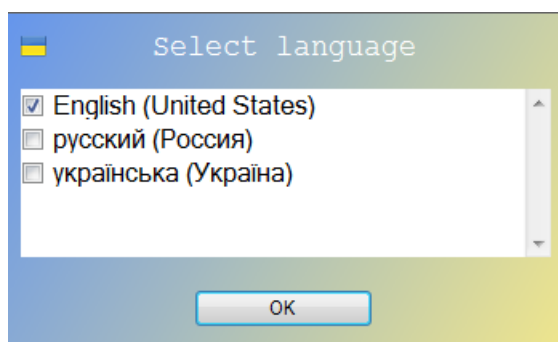 Select language
English (United States)
русский (Россия)
українська (Україна)
OK